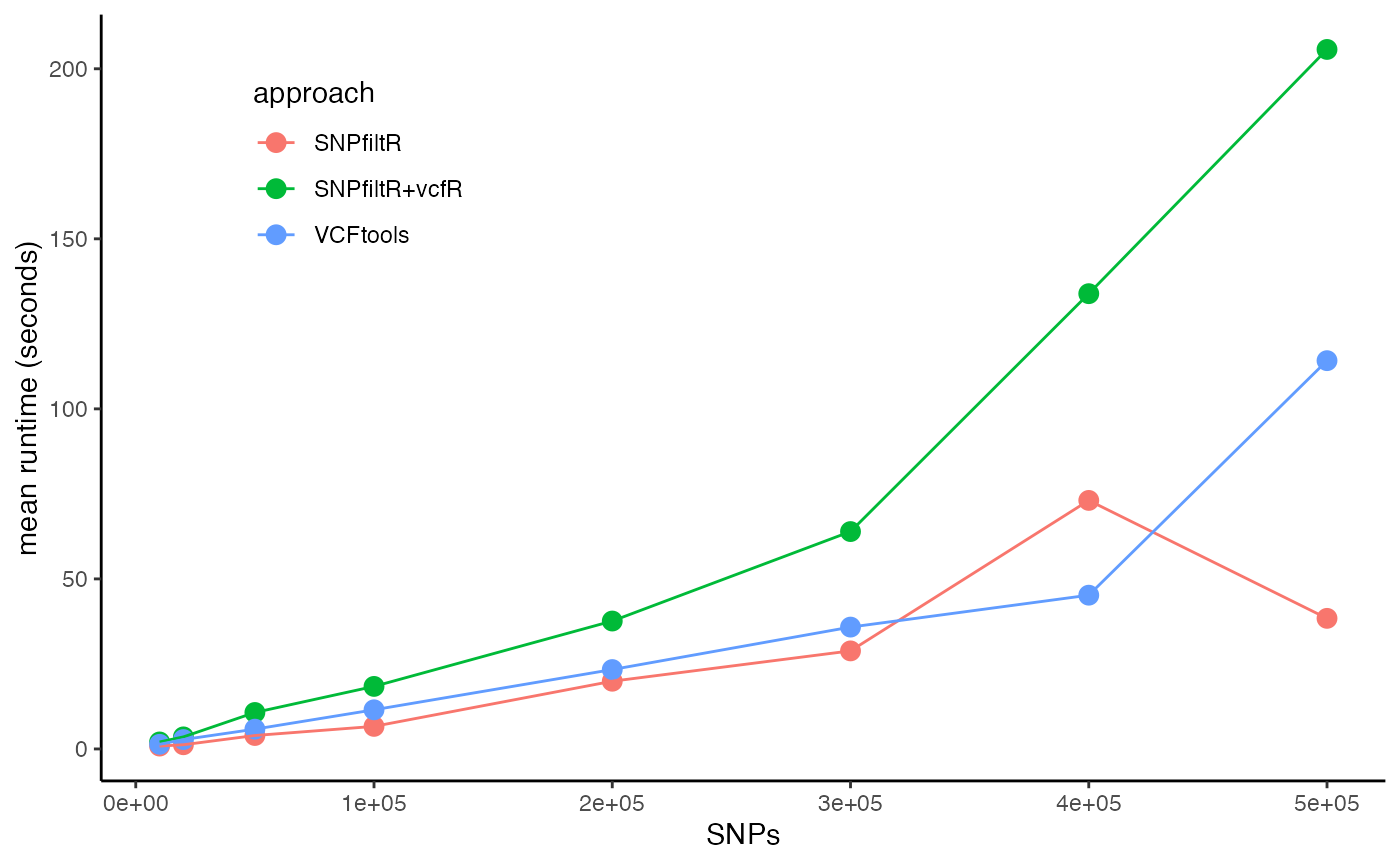 approach
SNPfiltR
SNPfiltR+vcfR
VCFtools
mean runtime (seconds)
200
150
100
50
0
0e+00 1e+05 2e+05 3e+05 4e+05 5e+05
SNPs